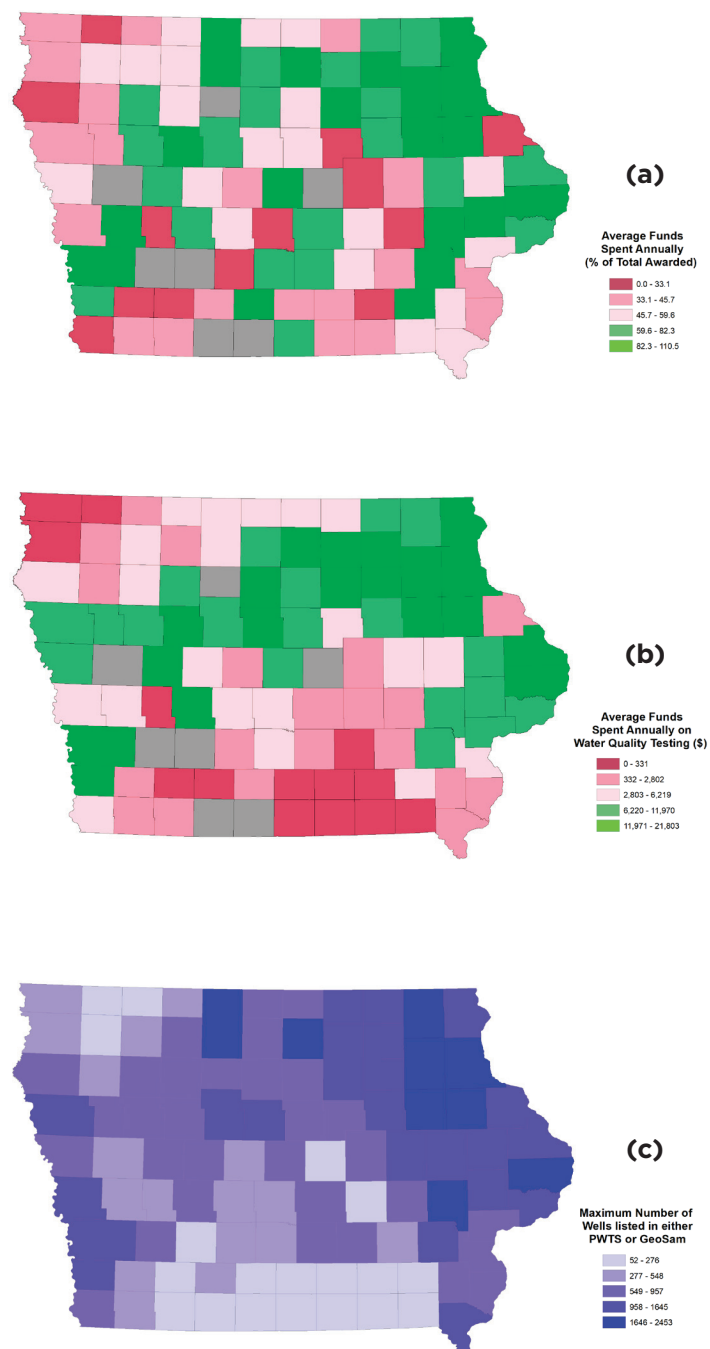 (a)
Average Funds
Spent Annually
(% of Total Awarded)
0.0 - 33.1
33.1 - 45.7
45.7 - 59.6
59.6 - 82.3
82.3 - 110.5
(b)
Average Funds
Spent Annually on
Water Quality Testing ($)
0 - 331
332 - 2,802
2,803 - 6,219
6,220 - 11,970
11,971 - 21,803
(c)
Maximum Number of
Wells listed in either
PWTS or GeoSam
52 - 276
277 - 548
549 - 957
958 - 1645
1646 - 2453